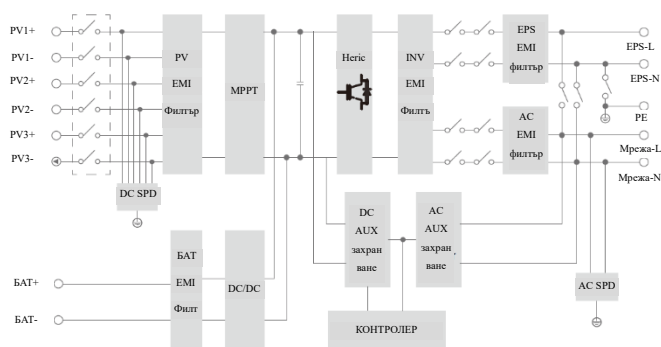 PV1+
PV1-
PV2+
PV2-
PV3+
PV3-
DC SPD
PV
EMI
Филтър
MPPT
Heric
INV
EMI
Филтъ
EPS
EMI
филтър
AC
EMI
филтър
EPS-L
EPS-N
PE
Мрежа-L
Мрежа-N
DC
AUX
захран
ване
AC
AUX
захран
ване
AC SPD
БАТ+
БАТ-
БАТ
EMI
Филт
DC/DC
КОНТРОЛЕР